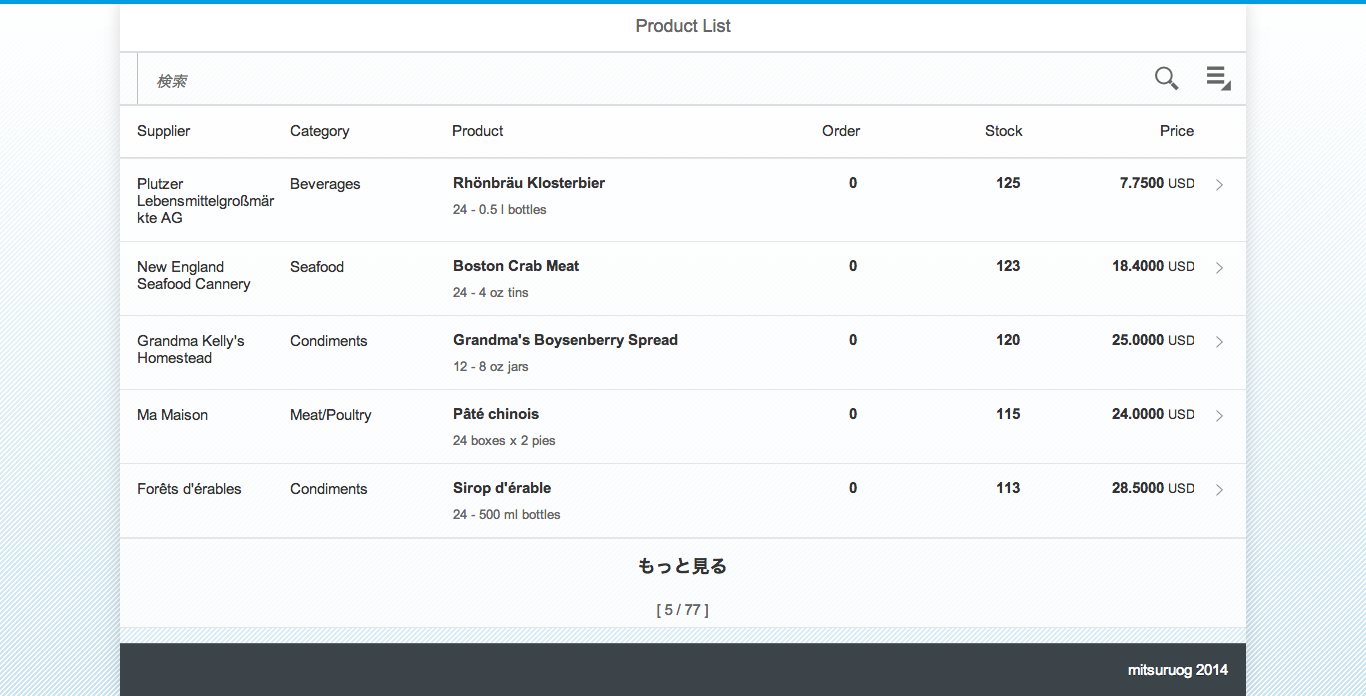 Product List
検索
Supplier Category Product Order Stock Price
Plutzer Beverages Rhönbräu Klosterbier 0 125 7.7500 USD
Lebensmittelgroßmär
kte AG
24 - 0.5 l bottles
New England Seafood Boston Crab Meat 0 123 18.4000 USD
Seafood Cannery
24 - 4 oz tins
Grandma Kelly's Condiments Grandma's Boysenberry Spread 0 120 25.0000 USD
Homestead
12 - 8 oz jars
Ma Maison Meat/Poultry Pâté chinois 0 115 24.0000 USD
24 boxes x 2 pies
Forêts d'érables Condiments Sirop d'érable 0 113 28.5000 USD
24 - 500 ml bottles
もっと見る
[ 5 / 77 ]
mitsuruog 2014